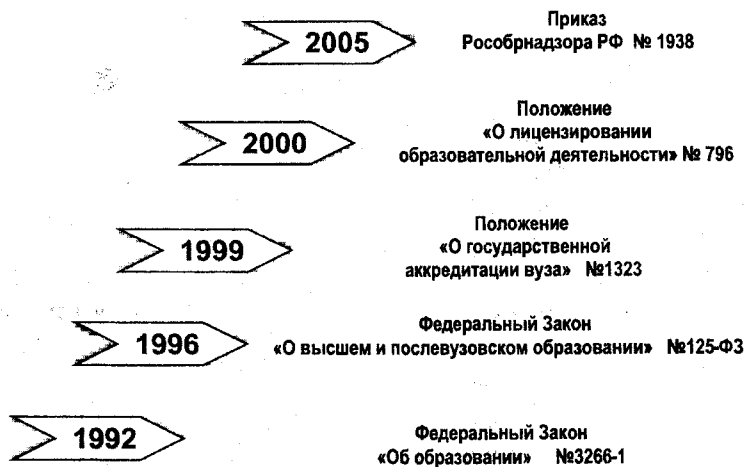 2005
Приказ
Рособрнадзора РФ № 1938
2000
Положение
«О лицензировании
образовательной деятельности» № 796
1999
Положение
«О государственной
аккредитации вуза» №1323
1996
Федеральный Закон
«О высшем и послевузовском образовании» №125-ФЗ
1992
Федеральный Закон
«Об образовании» №3266-1